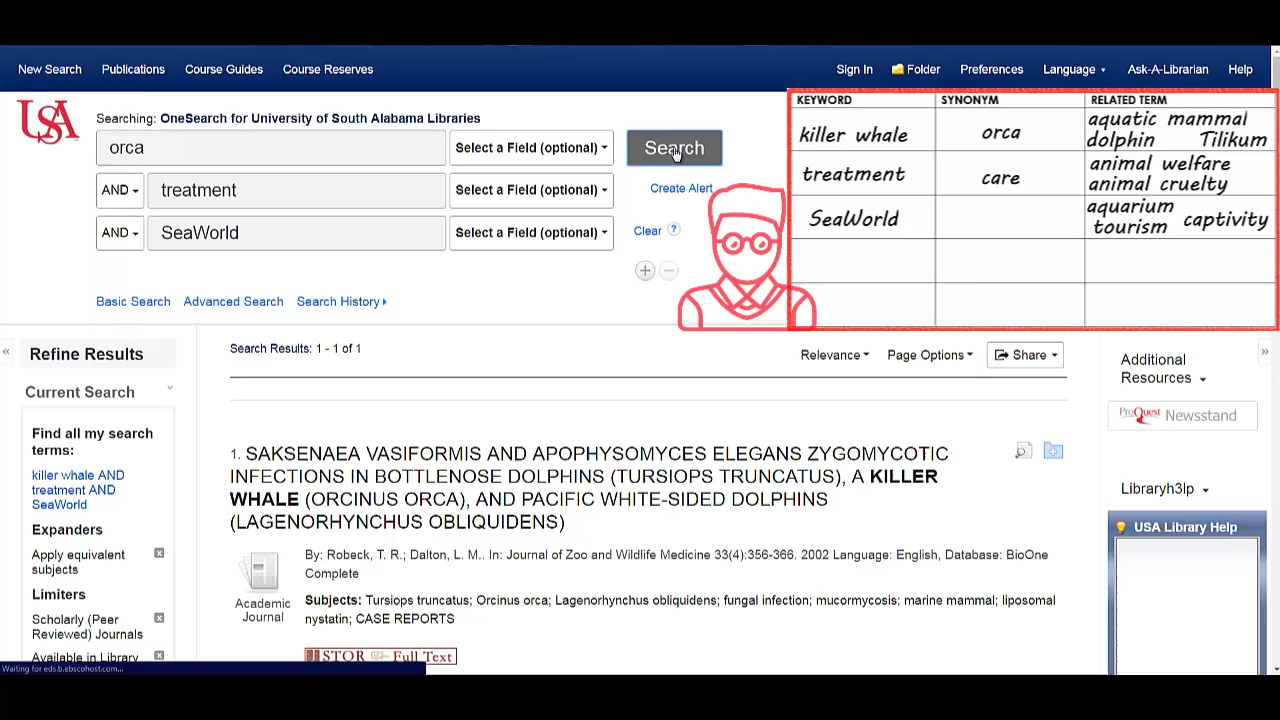 New Search Publications Course Guides Course Reserves Sign In Folder Preferences Language Ask-A-Librarian Help
USA
Searching: OneSearch for University of South Alabama Libraries
orca Select a Field (optional) Search
AND treatment Select a Field (optional) Create Alert
AND SeaWorld Select a Field (optional) Clear ?
Basic Search Advanced Search Search History
KEYWORD SYNONYM RELATED TERM
killer whale orca aquatic mammal
dolphin Tilikum
treatment care animal welfare
animal cruelty
SeaWorld aquarium
tourism captivity
« Refine Results
Current Search
Find all my search
terms:
killer whale AND
treatment AND
SeaWorld
Expanders
Apply equivalent
subjects
Limiters
Scholarly (Peer
Reviewed) Journals
Available in Library
Search Results: 1 - 1 of 1 Relevance Page Options Share
1. SAKSENAEA VASIFORMIS AND APOPHYSOMYCES ELEGANS ZYGOMYCOTIC
INFECTIONS IN BOTTLENOSE DOLPHINS (TURSIOPS TRUNCATUS), A KILLER
WHALE (ORCINUS ORCA), AND PACIFIC WHITE-SIDED DOLPHINS
(LAGENORHYNCHUS OBLIQUIDENS)
Academic
Journal
By: Robeck, T. R.; Dalton, L. M.. In: Journal of Zoo and Wildlife Medicine 33(4):356-366. 2002 Language: English, Database: BioOne
Complete
Subjects: Tursiops truncatus; Orcinus orca; Lagenorhynchus obliquidens; fungal infection; mucormycosis; marine mammal; liposomal
nystatin; CASE REPORTS
JSTOR Full Text
Additional
Resources
»
ProQuest Newsstand
Libraryh3lp
USA Library Help
Waiting for eds.b.ebscohost.com...